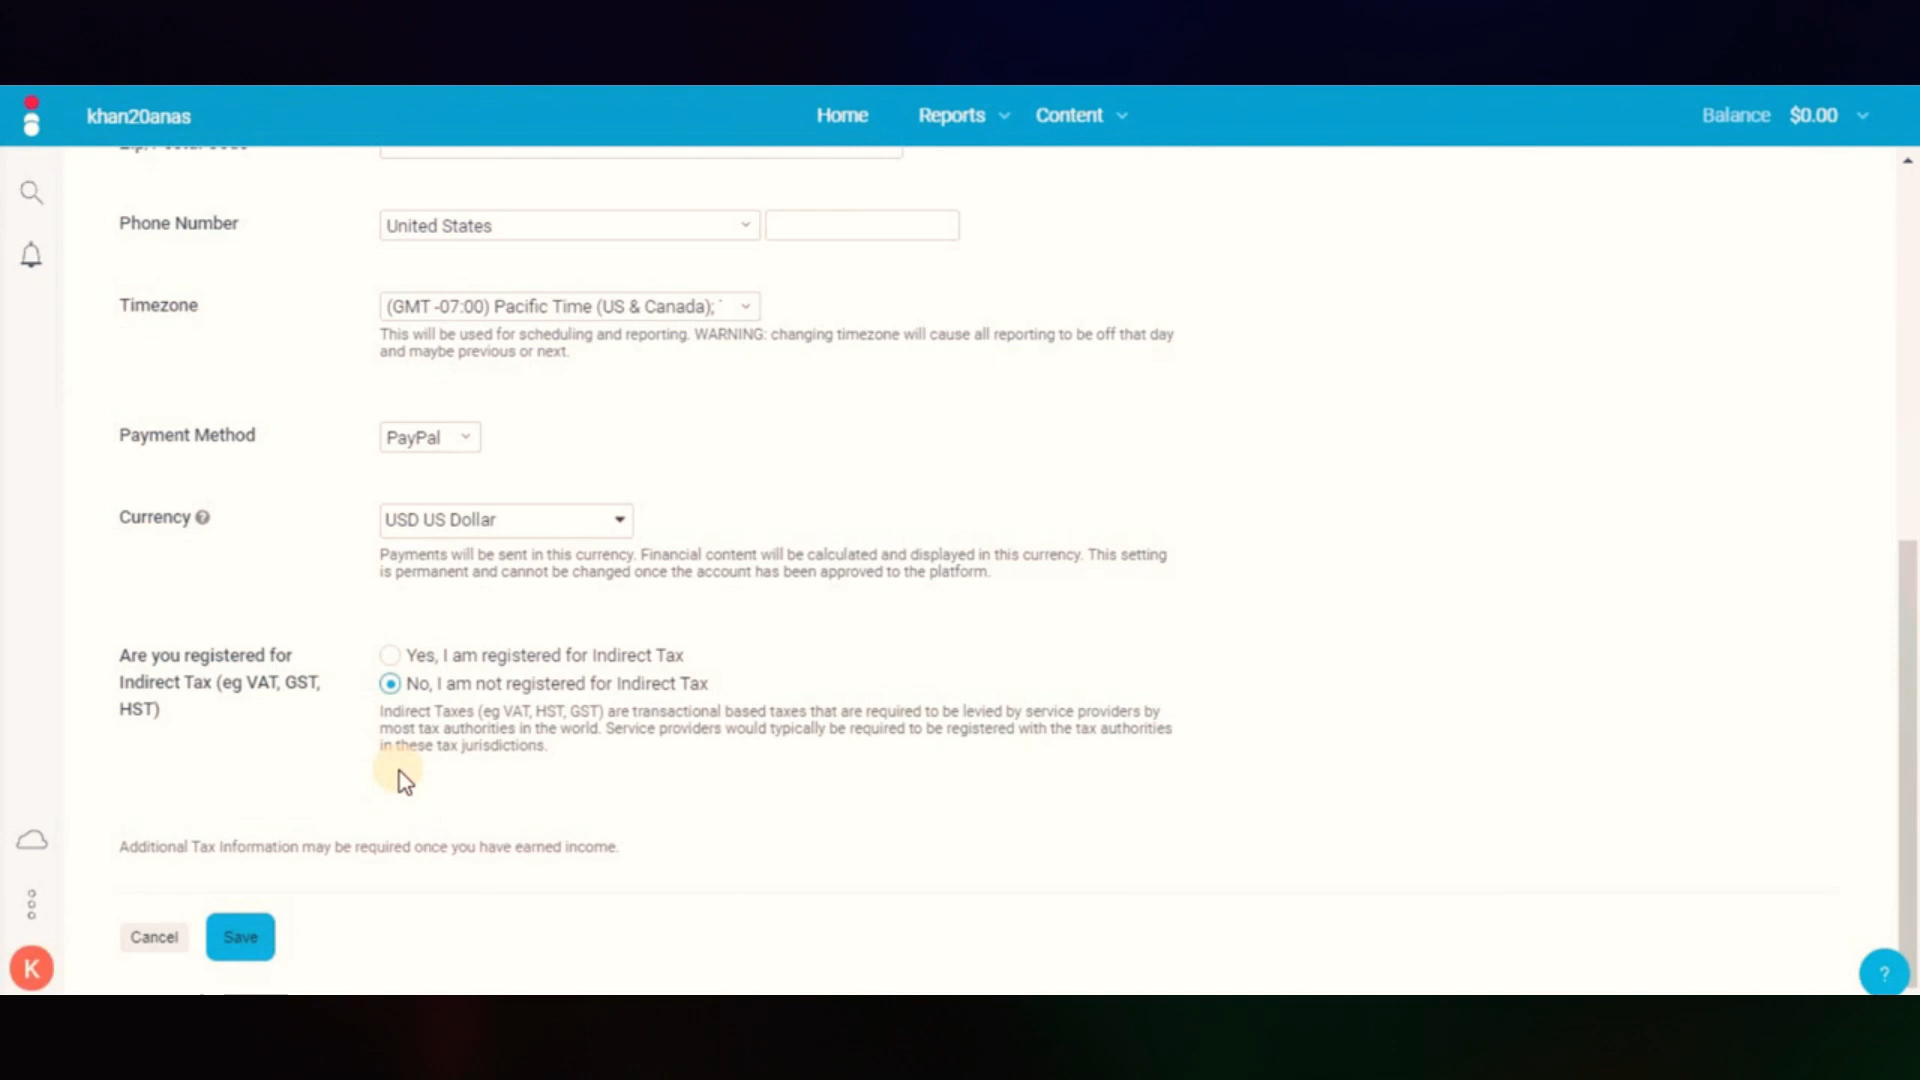 khan20anas
Home
Reports
Content
Balance $0.00
Phone Number
United States
Timezone
(GMT -07:00) Pacific Time (US & Canada);
This will be used for scheduling and reporting. WARNING: changing timezone will cause all reporting to be off that day
and maybe previous or next.
Payment Method
PayPal
Currency
USD US Dollar
Payments will be sent in this currency. Financial content will be calculated and displayed in this currency. This setting
is permanent and cannot be changed once the account has been approved to the platform.
Are you registered for
Indirect Tax (eg VAT, GST,
HST)
Yes, I am registered for Indirect Tax
No, I am not registered for Indirect Tax
Indirect Taxes (eg VAT, HST, GST) are transactional based taxes that are required to be levied by service providers by
most tax authorities in the world. Service providers would typically be required to be registered with the tax authorities
in these tax jurisdictions.
Additional Tax Information may be required once you have earned income.
Cancel
Save
K
?